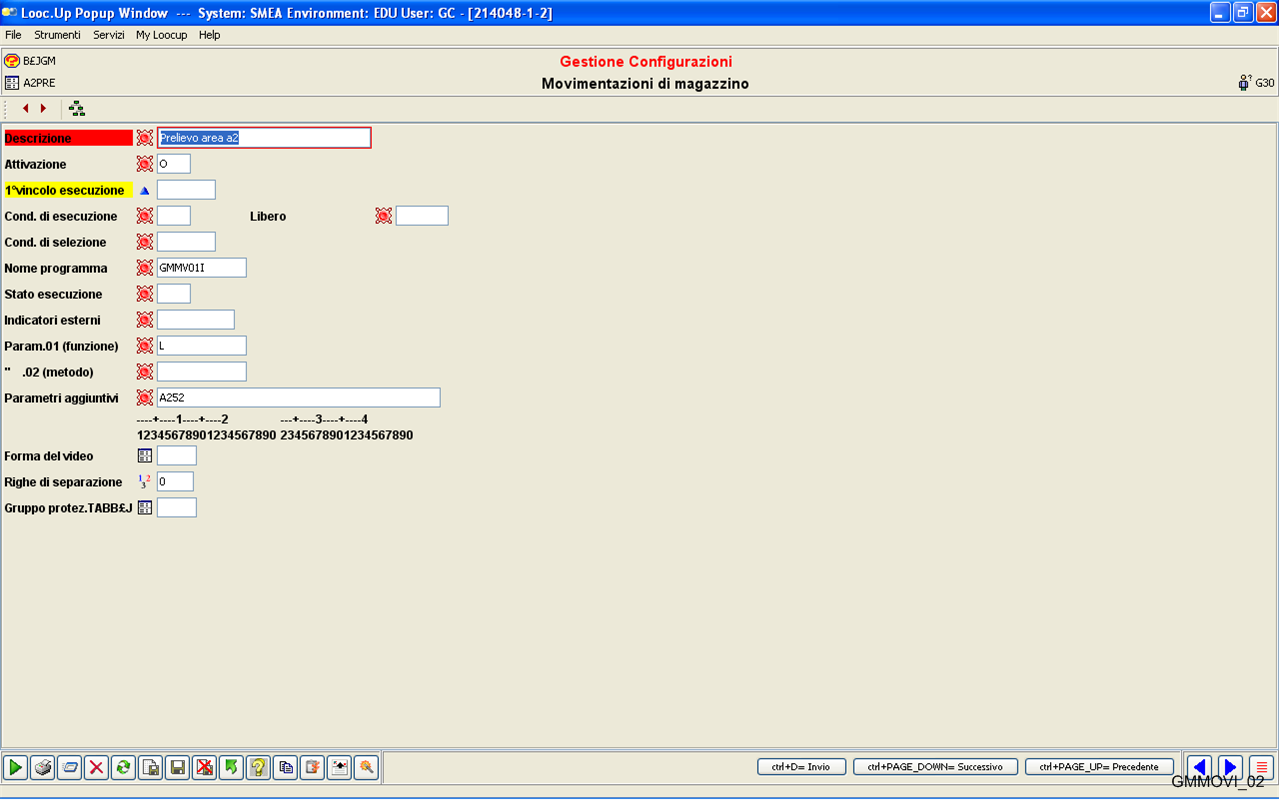 Looc.Up Popup Window --- System: SMEA Environment: EDU User: GC - [214048-1-2]
File Strumenti Servizi My Loocup Help
B£JGM
Gestione Configurazioni
A2PRE
Movimentazioni di magazzino
G30
Descrizione Prelievo area a2
Attivazione O
1°vincolo esecuzione
Cond. di esecuzione Libero
Cond. di selezione
Nome programma GMMV01I
Stato esecuzione
Indicatori esterni
Param.01 (funzione) L
" .02 (metodo)
Parametri aggiuntivi A252
----+----1----+----2 ---+----3----+----4
12345678901234567890 2345678901234567890
Forma del video
Righe di separazione 0
Gruppo protez.TABB£J
ctrl+D= Invio ctrl+PAGE_DOWN= Successivo ctrl+PAGE_UP= Precedente
GMMOVI_02